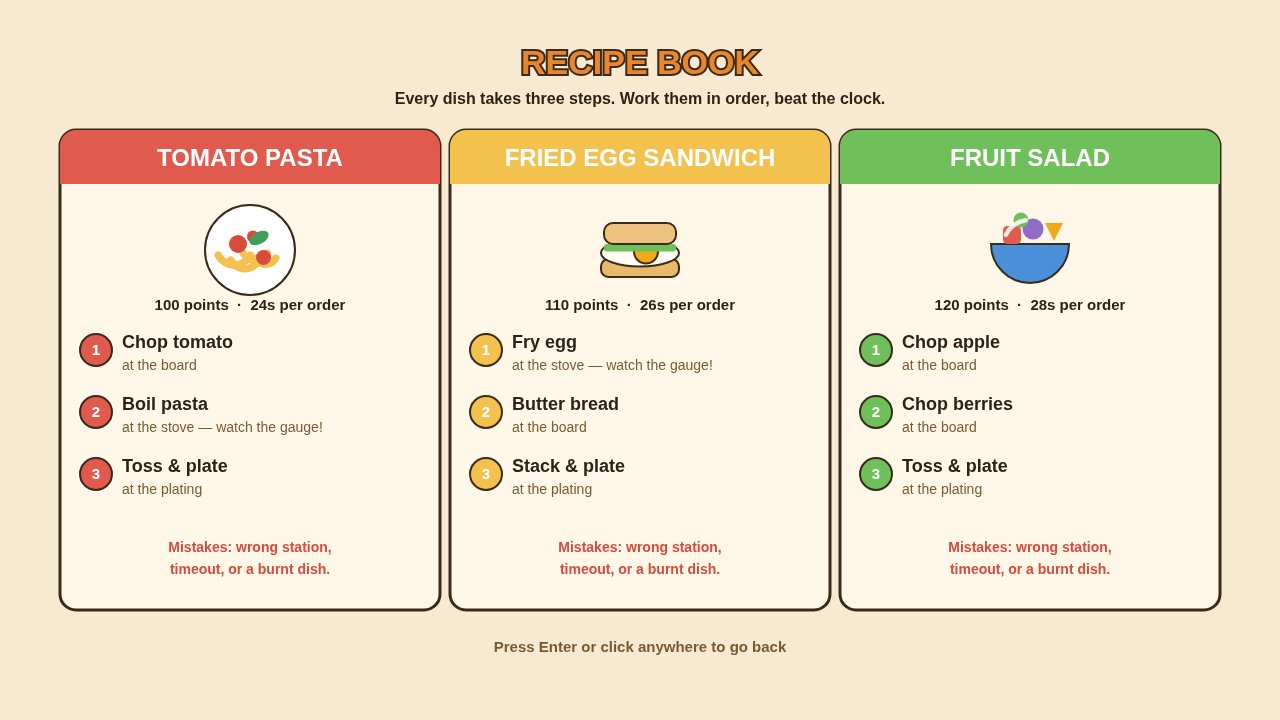 RECIPE BOOK
Every dish takes three steps. Work them in order, beat the clock.
TOMATO PASTA
100 points · 24s per order
1 Chop tomato
at the board
2 Boil pasta
at the stove — watch the gauge!
3 Toss & plate
at the plating
Mistakes: wrong station,
timeout, or a burnt dish.
FRIED EGG SANDWICH
110 points · 26s per order
1 Fry egg
at the stove — watch the gauge!
2 Butter bread
at the board
3 Stack & plate
at the plating
Mistakes: wrong station,
timeout, or a burnt dish.
FRUIT SALAD
120 points · 28s per order
1 Chop apple
at the board
2 Chop berries
at the board
3 Toss & plate
at the plating
Mistakes: wrong station,
timeout, or a burnt dish.
Press Enter or click anywhere to go back